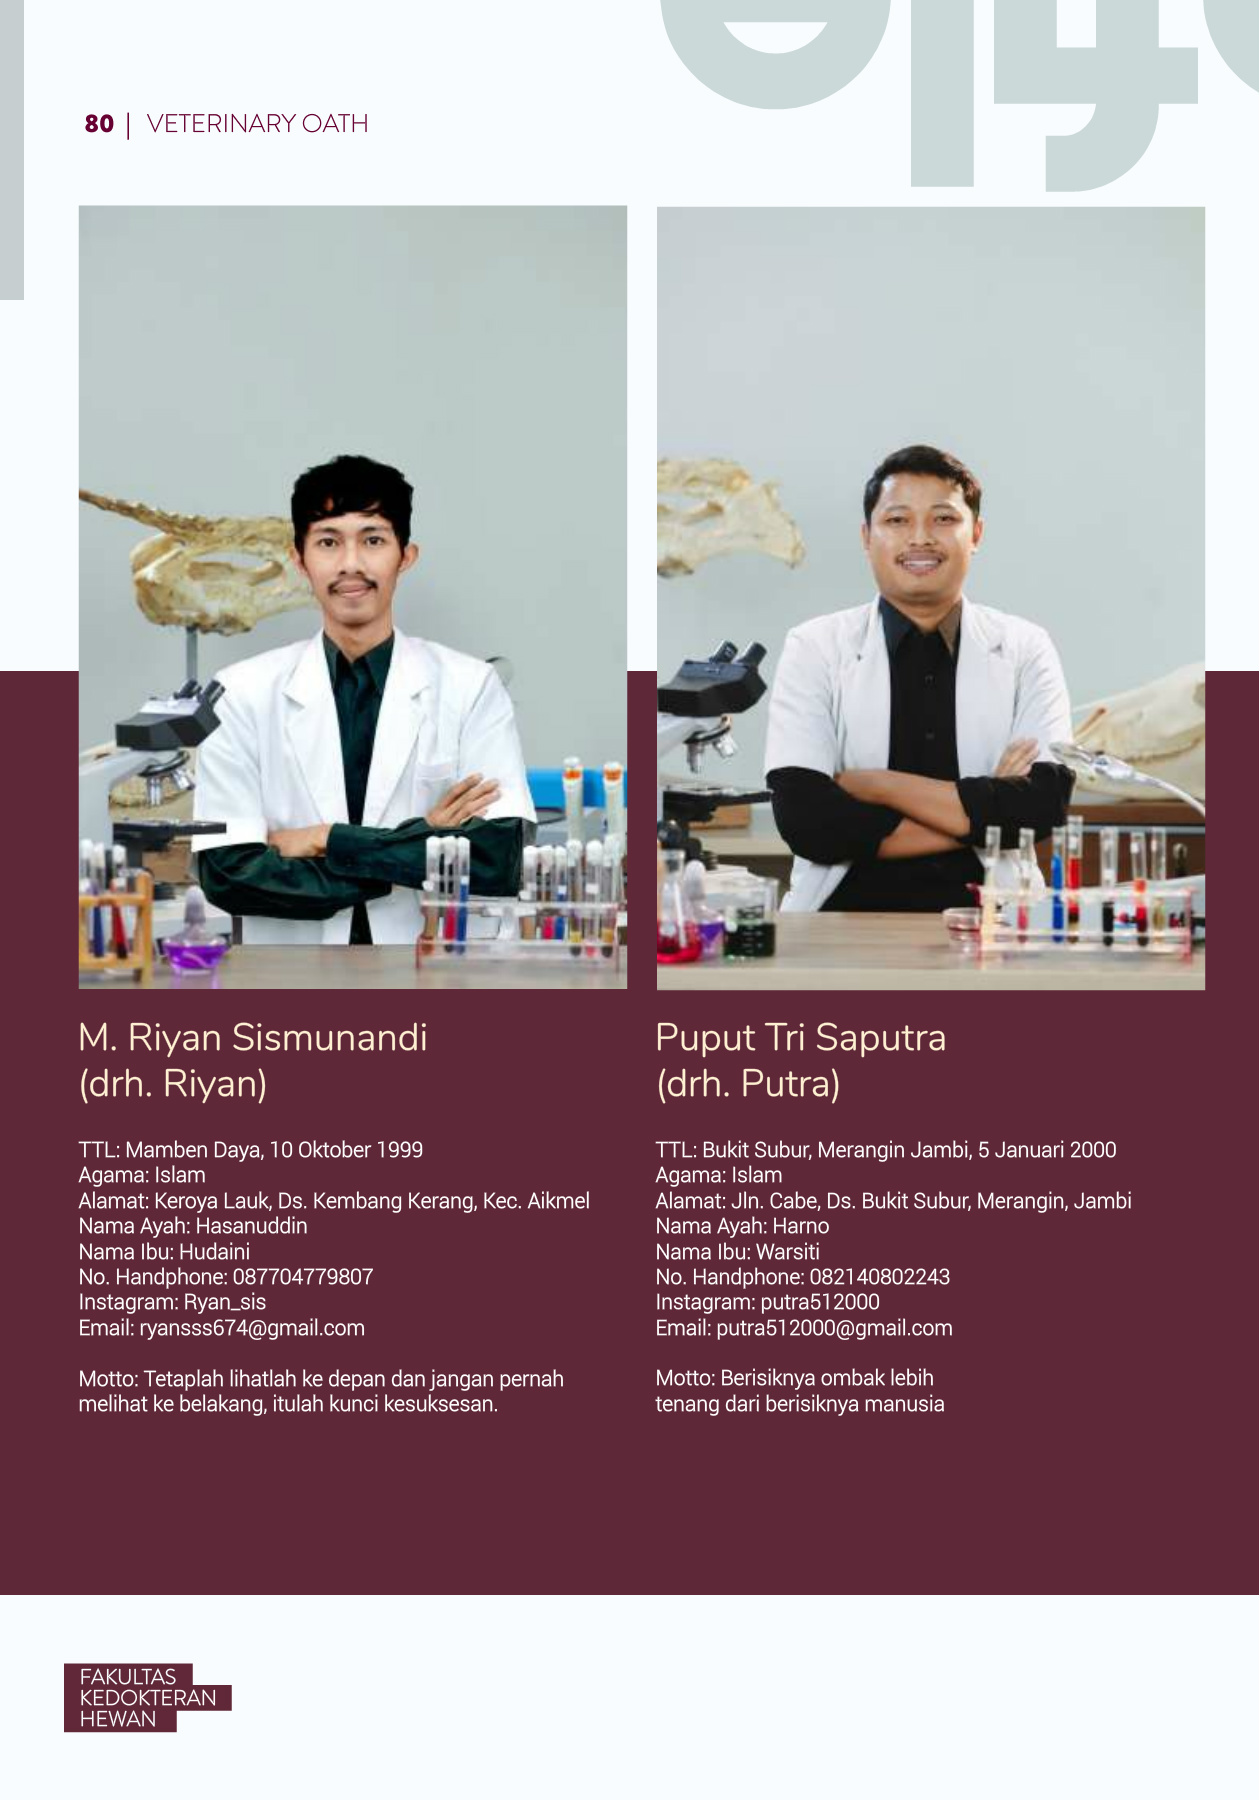 80 | VETERINARY OATH
M. Riyan Sismunandi
(drh. Riyan)
TTL: Mamben Daya, 10 Oktober 1999
Agama: Islam
Alamat: Keroya Lauk, Ds. Kembang Kerang, Kec. Aikmel
Nama Ayah: Hasanuddin
Nama Ibu: Hudaini
No. Handphone: 087704779807
Instagram: Ryan_sis
Email: ryansss674@gmail.com
Motto: Tetaplah lihatlah ke depan dan jangan pernah
melihat ke belakang, itulah kunci kesuksesan.
Puput Tri Saputra
(drh. Putra)
TTL: Bukit Subur, Merangin Jambi, 5 Januari 2000
Agama: Islam
Alamat: Jln. Cabe, Ds. Bukit Subur, Merangin, Jambi
Nama Ayah: Harno
Nama Ibu: Warsiti
No. Handphone: 082140802243
Instagram: putra512000
Email: putra512000@gmail.com
Motto: Berisiknya ombak lebih
tenang dari berisiknya manusia
FAKULTAS
KEDOKTERAN
HEWAN